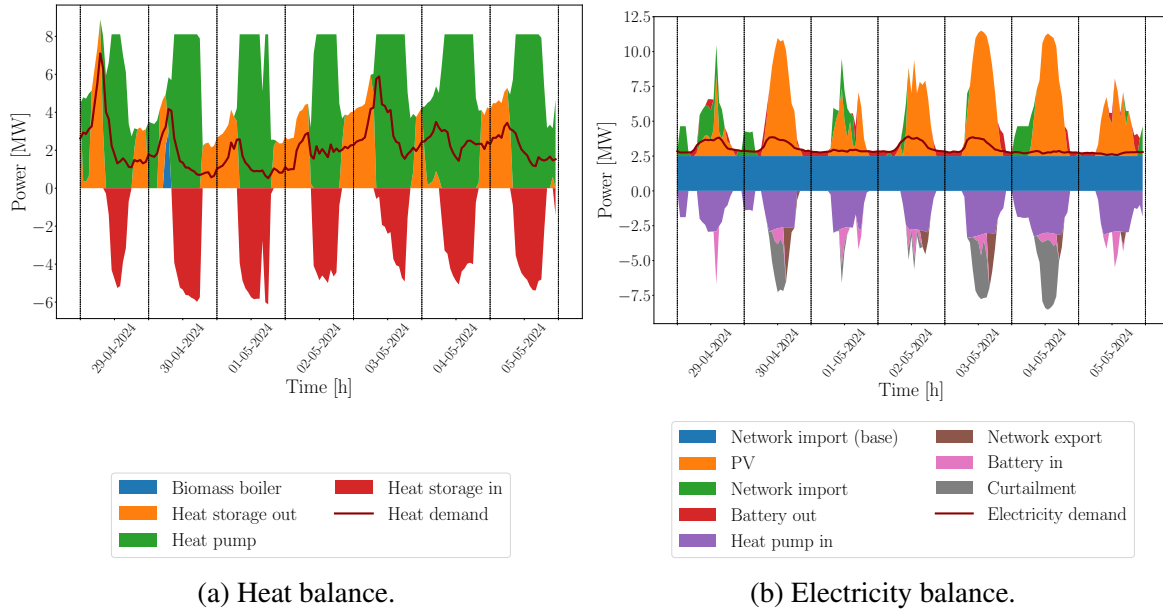 8
6
4
2
0
−2
−4
−6
Power [MW]
29-04-2024
30-04-2024
01-05-2024
02-05-2024
03-05-2024
04-05-2024
05-05-2024
Time [h]
Biomass boiler
Heat storage out
Heat pump
Heat storage in
Heat demand
(a) Heat balance.
12.5
10.0
7.5
5.0
2.5
0.0
−2.5
−5.0
−7.5
Power [MW]
29-04-2024
30-04-2024
01-05-2024
02-05-2024
03-05-2024
04-05-2024
05-05-2024
Time [h]
Network import (base)
PV
Network import
Battery out
Heat pump in
Network export
Battery in
Curtailment
Electricity demand
(b) Electricity balance.